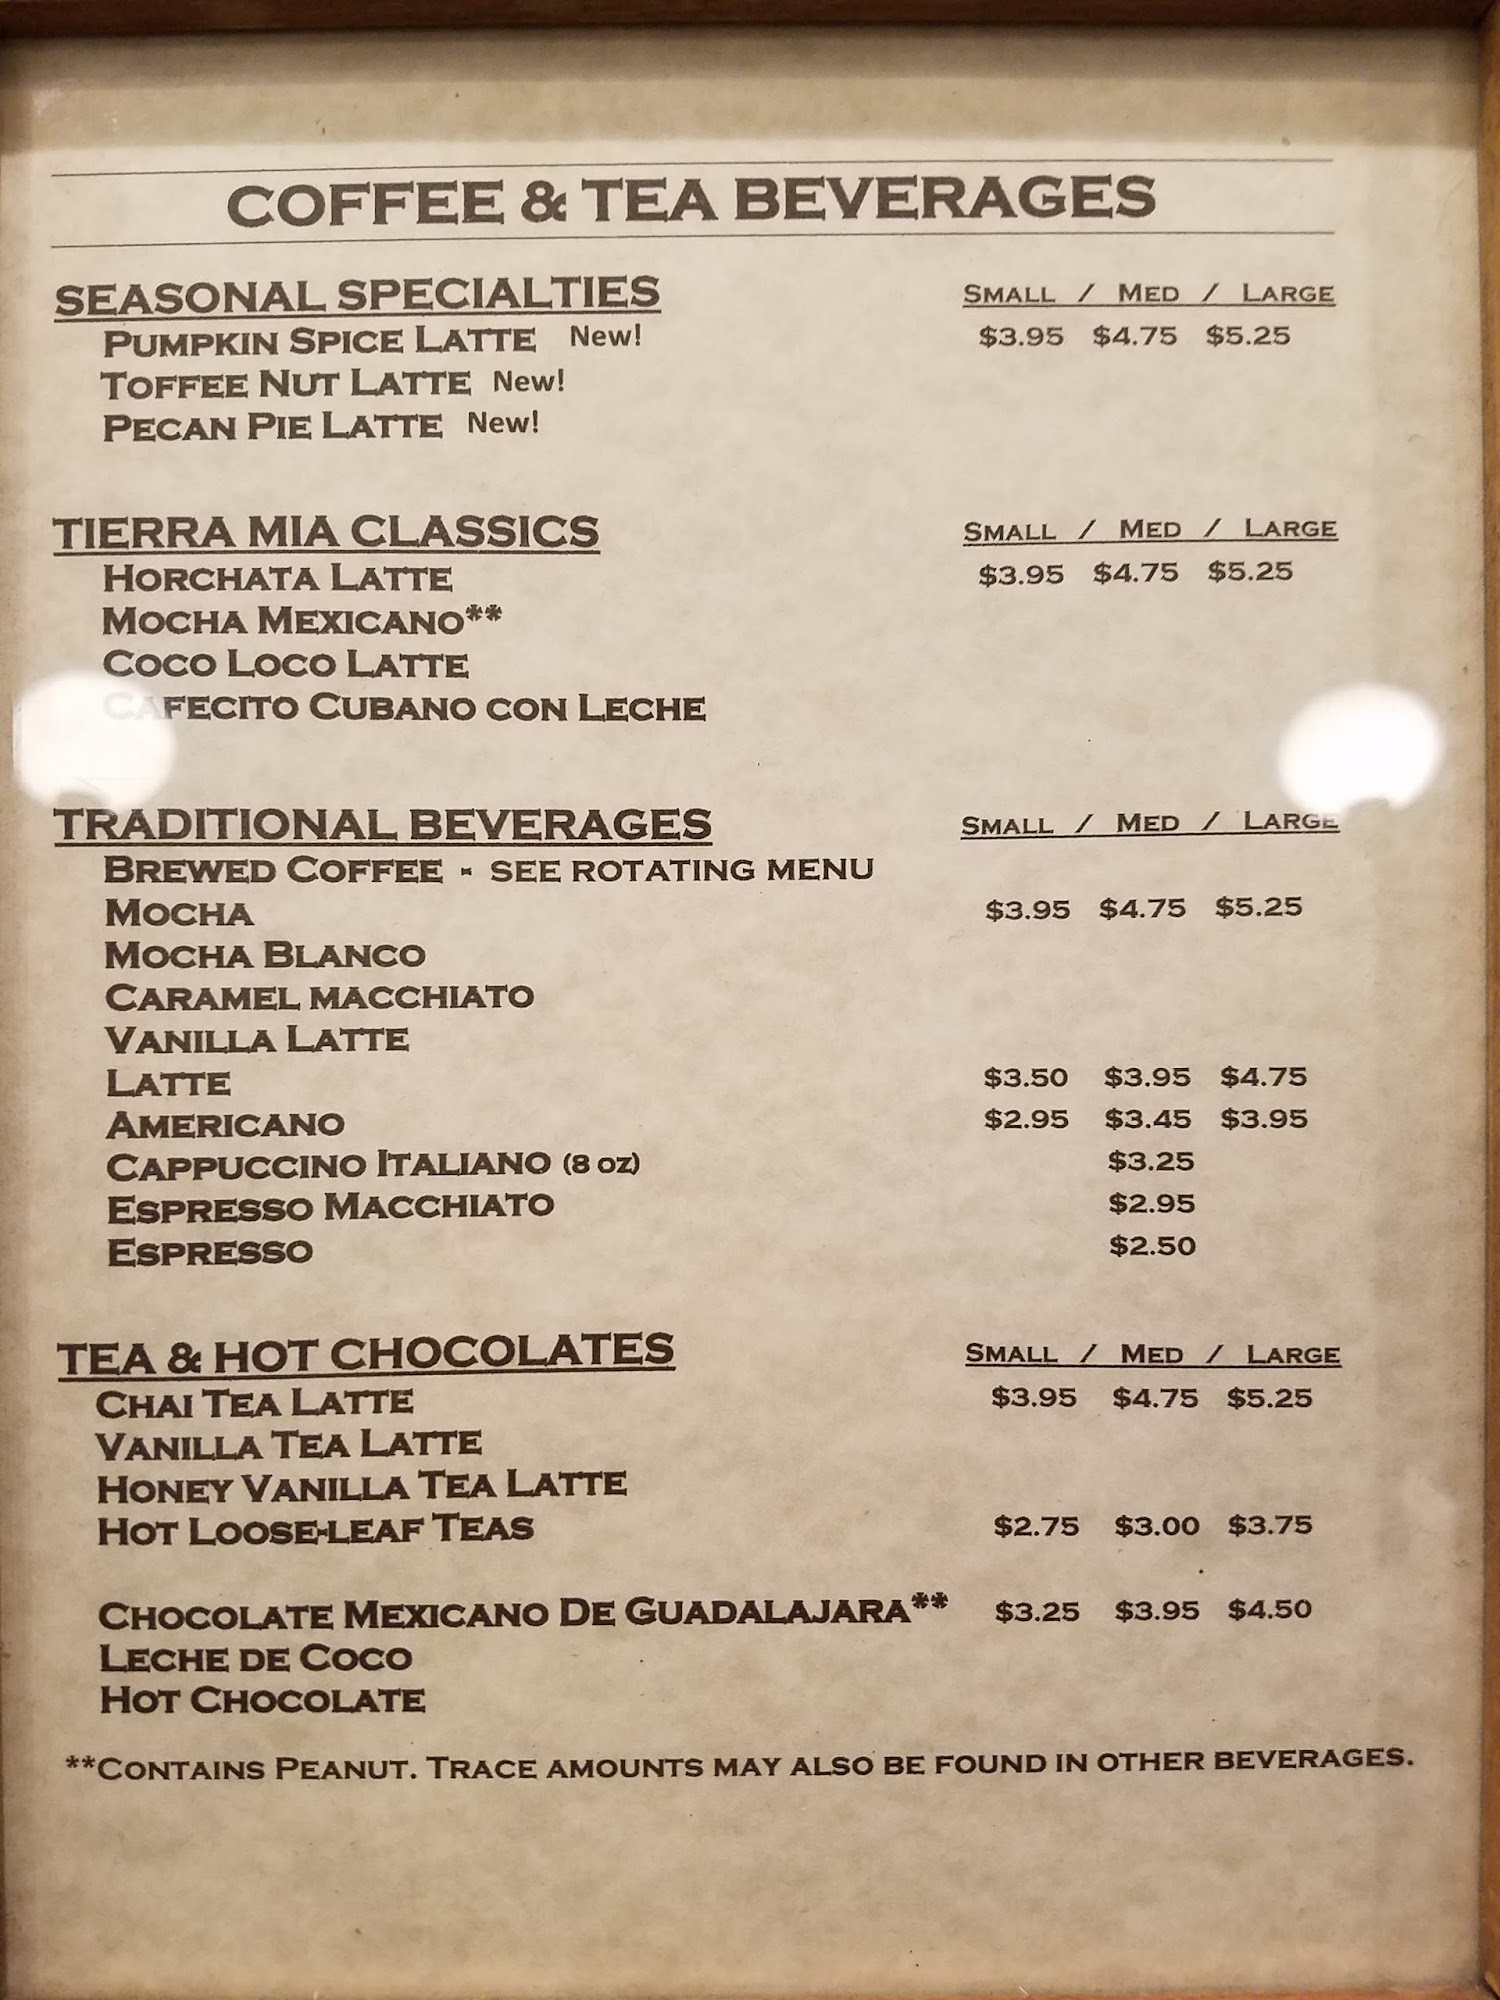 COFFEE & TEA BEVERAGES
SEASONAL SPECIALTIES SMALL / MED / LARGE
PUMPKIN SPICE LATTE New! $3.95 $4.75 $5.25
TOFFEE NUT LATTE New!
PECAN PIE LATTE New!
TIERRA MIA CLASSICS SMALL / MED / LARGE
HORCHATA LATTE $3.95 $4.75 $5.25
MOCHA MEXICANO**
COCO LOCO LATTE
CAFECITO CUBANO CON LECHE
TRADITIONAL BEVERAGES SMALL / MED / LARGE
BREWED COFFEE - SEE ROTATING MENU
MOCHA $3.95 $4.75 $5.25
MOCHA BLANCO
CARAMEL MACCHIATO
VANILLA LATTE
LATTE $3.50 $3.95 $4.75
AMERICANO $2.95 $3.45 $3.95
CAPPUCCINO ITALIANO (8 OZ) $3.25
ESPRESSO MACCHIATO $2.95
ESPRESSO $2.50
TEA & HOT CHOCOLATES SMALL / MED / LARGE
CHAI TEA LATTE $3.95 $4.75 $5.25
VANILLA TEA LATTE
HONEY VANILLA TEA LATTE
HOT LOOSE-LEAF TEAS $2.75 $3.00 $3.75
CHOCOLATE MEXICANO DE GUADALAJARA** $3.25 $3.95 $4.50
LECHE DE COCO
HOT CHOCOLATE
**CONTAINS PEANUT. TRACE AMOUNTS MAY ALSO BE FOUND IN OTHER BEVERAGES.